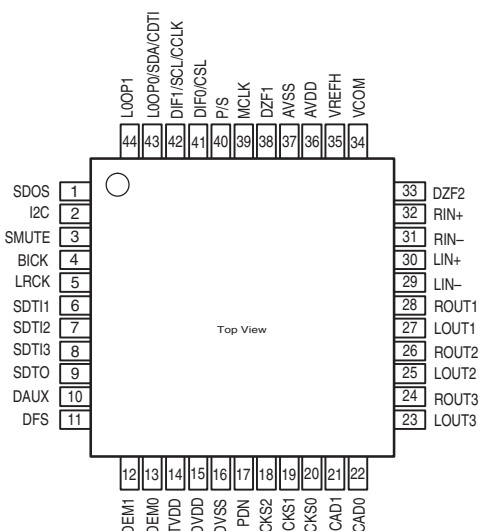 L0OP1
L0OP0/SDA/CDTI
DIF1/SCL/CCLK
DIF0/CSL
P/S
MCLK
DZF1
AVSS
AVDD
VREFH
VCOM
44 43 42 41 40 39 38 37 36 35 34
SDOS 1
I2C 2
SMUTE 3
BICK 4
LRCK 5
SDTI1 6
SDTI2 7
SDTI3 8
SDTO 9
DAUX 10
DFS 11
Top View
33 DZF2
32 RIN+
31 RIN–
30 LIN+
29 LIN–
28 ROUT1
27 LOUT1
26 ROUT2
25 LOUT2
24 ROUT3
23 LOUT3
12 13 14 15 16 17 18 19 20 21 22
DEM1
DEM0
TVDD
DVDD
DVSS
PDN
CKS2
CKS1
CKS0
CAD1
CAD0